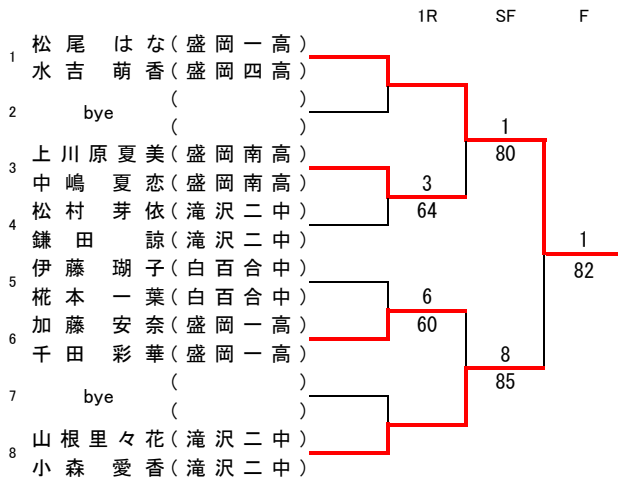 1R SF F
1 松尾 はな(盛岡一高)
水吉 萌香(盛岡四高)
2 bye ( )
( )
3 上川原夏美(盛岡南高)
中嶋 夏恋(盛岡南高)
4 松村 芽依(滝沢二中)
鎌田 諒(滝沢二中)
5 伊藤 瑚子(白百合中)
椛本 一葉(白百合中)
6 加藤 安奈(盛岡一高)
千田 彩華(盛岡一高)
7 bye ( )
( )
8 山根里々花(滝沢二中)
小森 愛香(滝沢二中)
3
64
6
60
1
80
8
85
1
82